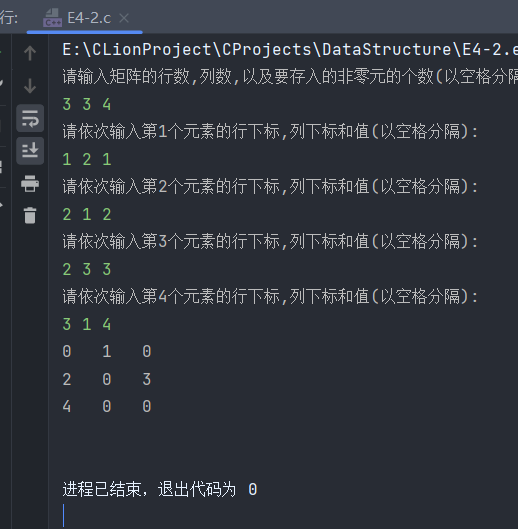 行: E4-2.c
E:\CLionProject\CProjects\DataStructure\E4-2.e
请输入矩阵的行数,列数,以及要存入的非零元的个数(以空格分隔
3 3 4
请依次输入第1个元素的行下标,列下标和值(以空格分隔):
1 2 1
请依次输入第2个元素的行下标,列下标和值(以空格分隔):
2 1 2
请依次输入第3个元素的行下标,列下标和值(以空格分隔):
2 3 3
请依次输入第4个元素的行下标,列下标和值(以空格分隔):
3 1 4
0 1 0
2 0 3
4 0 0
进程已结束，退出代码为 0